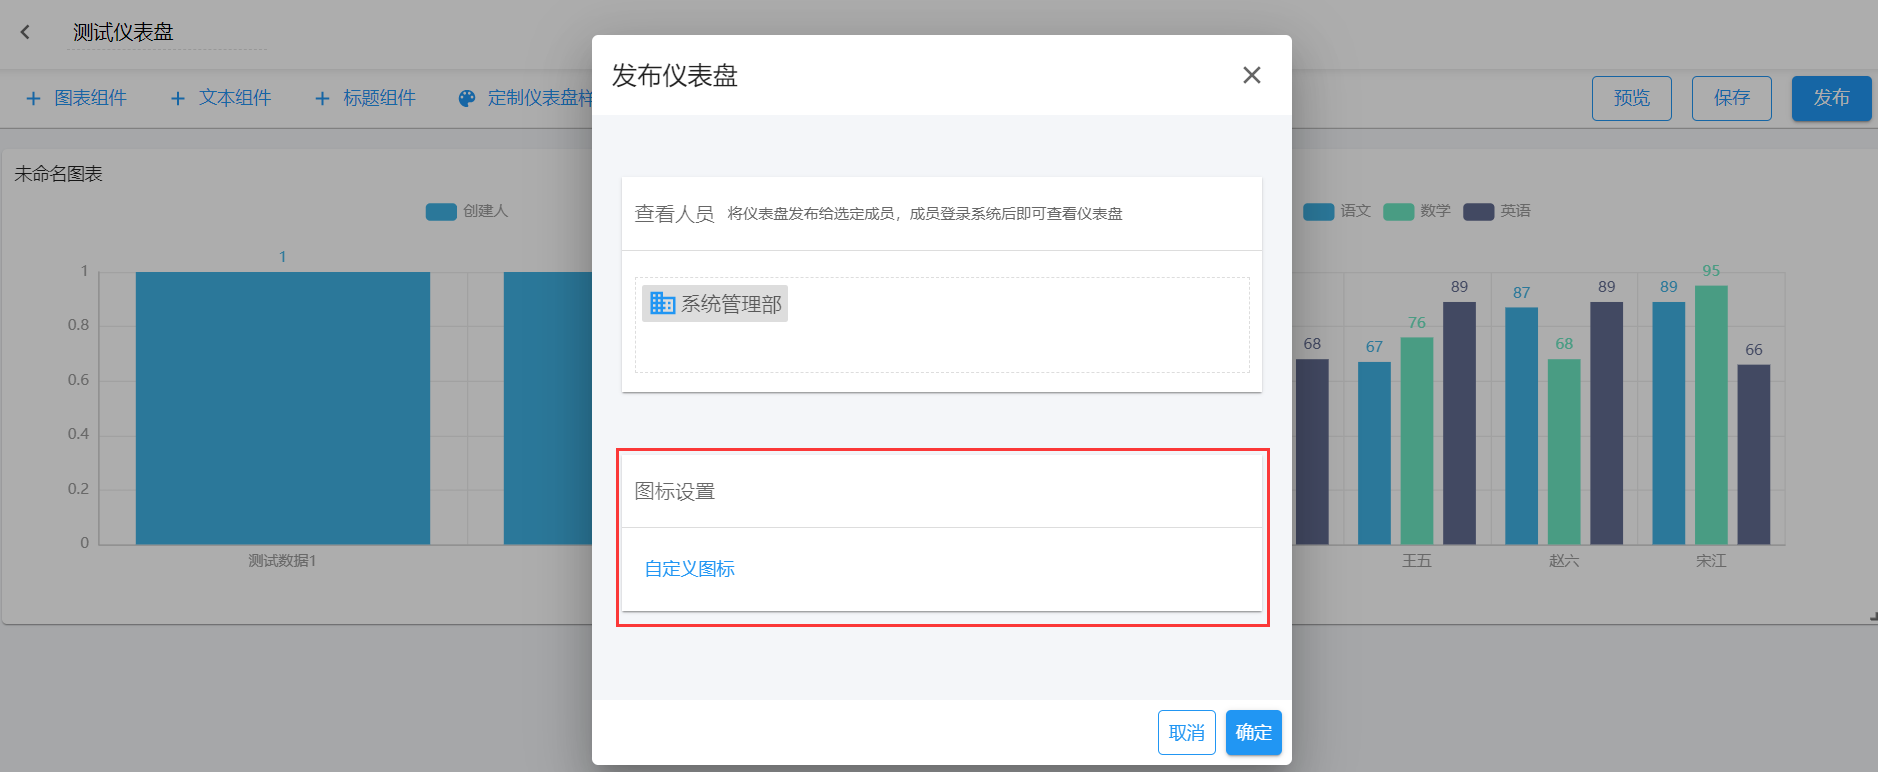 测试仪表盘
图表组件
文本组件
标题组件
定制仪表盘样
预览
保存
发布
未命名图表
创建人
1
1
0.8
0.6
0.4
0.2
0
测试数据1
发布仪表盘
查看人员 将仪表盘发布给选定成员，成员登录系统后即可查看仪表盘
系统管理部
图标设置
自定义图标
取消
确定
语文
数学
英语
68
67
76
89
87
68
89
89
95
66
王五
赵六
宋江